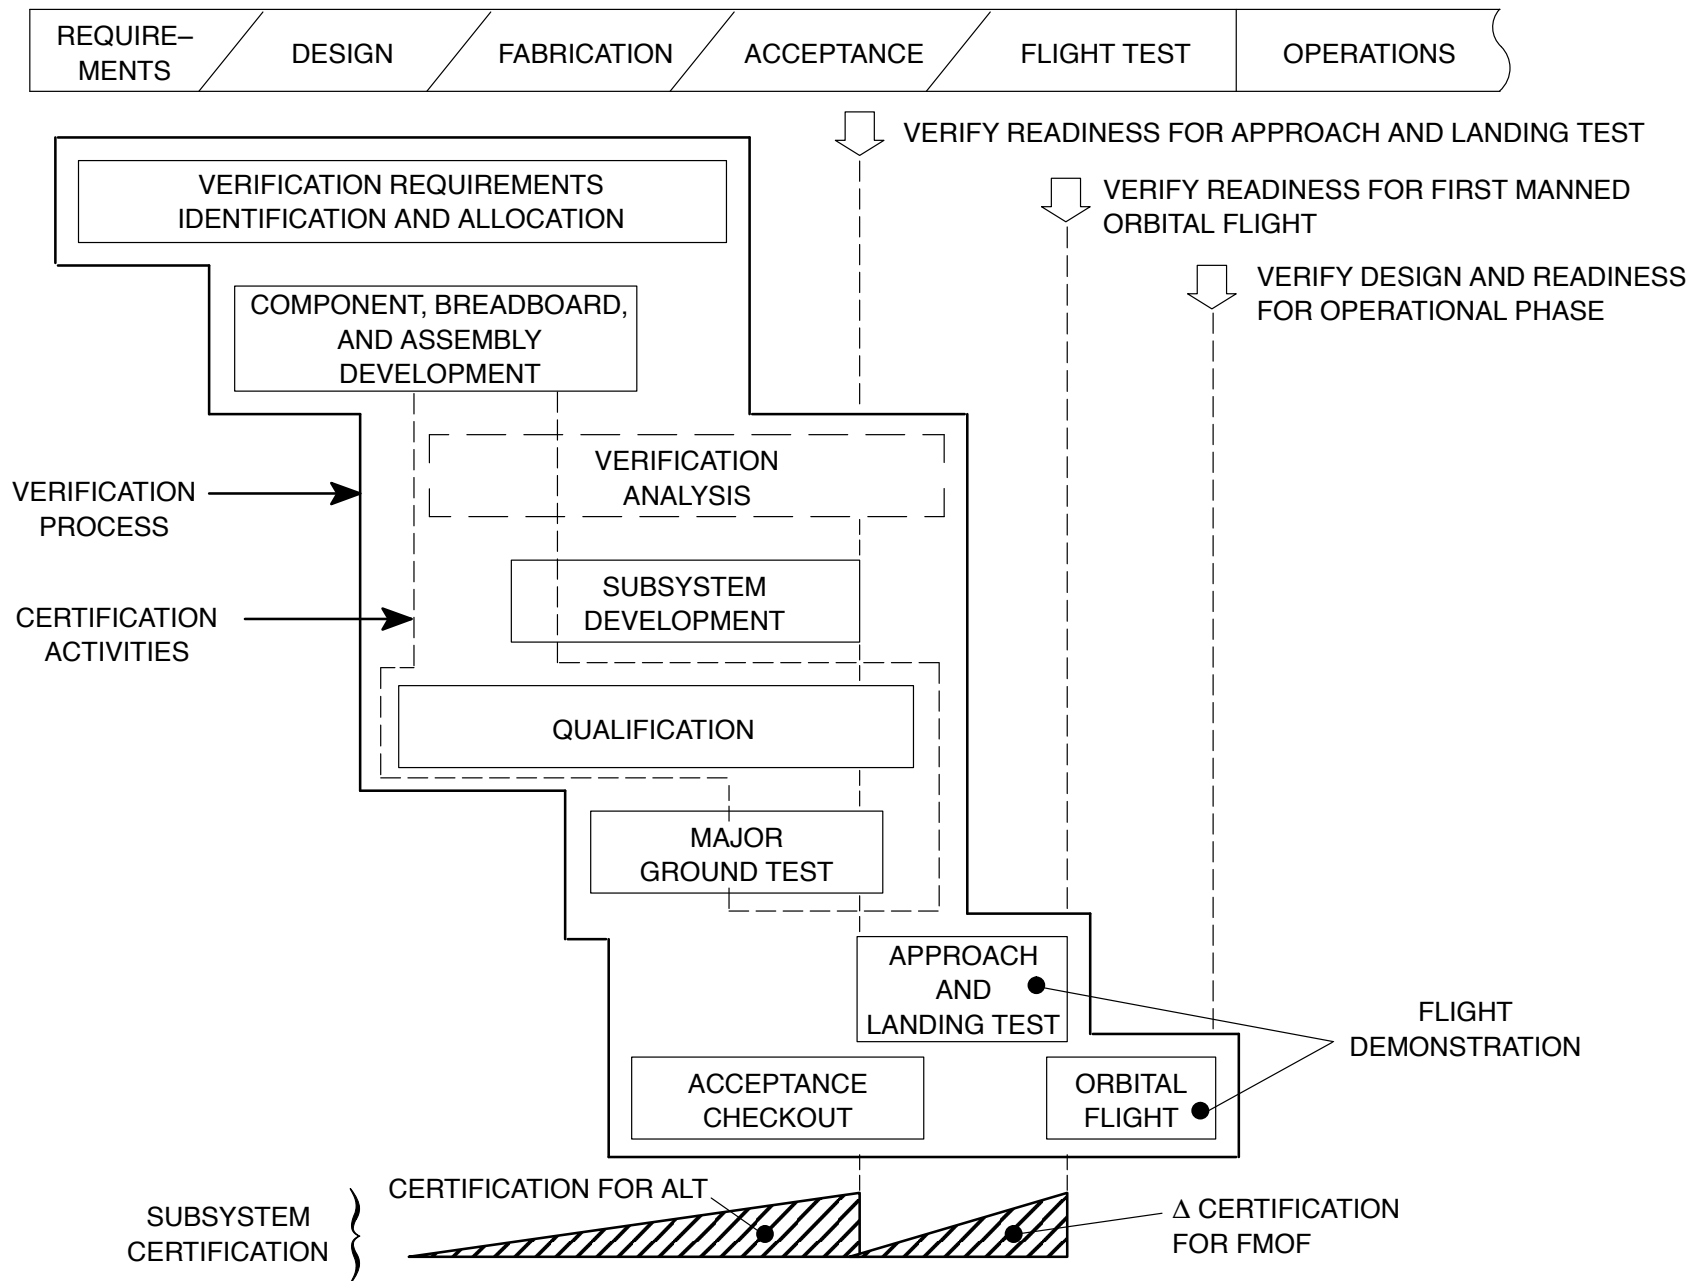 REQUIRE–
MENTS
DESIGN
FABRICATION
ACCEPTANCE
FLIGHT TEST
OPERATIONS
VERIFY READINESS FOR APPROACH AND LANDING TEST
VERIFY READINESS FOR FIRST MANNED
ORBITAL FLIGHT
VERIFY DESIGN AND READINESS
FOR OPERATIONAL PHASE
VERIFICATION REQUIREMENTS
IDENTIFICATION AND ALLOCATION
COMPONENT, BREADBOARD,
AND ASSEMBLY
DEVELOPMENT
VERIFICATION
ANALYSIS
VERIFICATION
PROCESS
SUBSYSTEM
DEVELOPMENT
CERTIFICATION
ACTIVITIES
QUALIFICATION
MAJOR
GROUND TEST
APPROACH
AND
LANDING TEST
FLIGHT
DEMONSTRATION
ACCEPTANCE
CHECKOUT
ORBITAL
FLIGHT
SUBSYSTEM
CERTIFICATION
CERTIFICATION FOR ALT
Δ CERTIFICATION
FOR FMOF